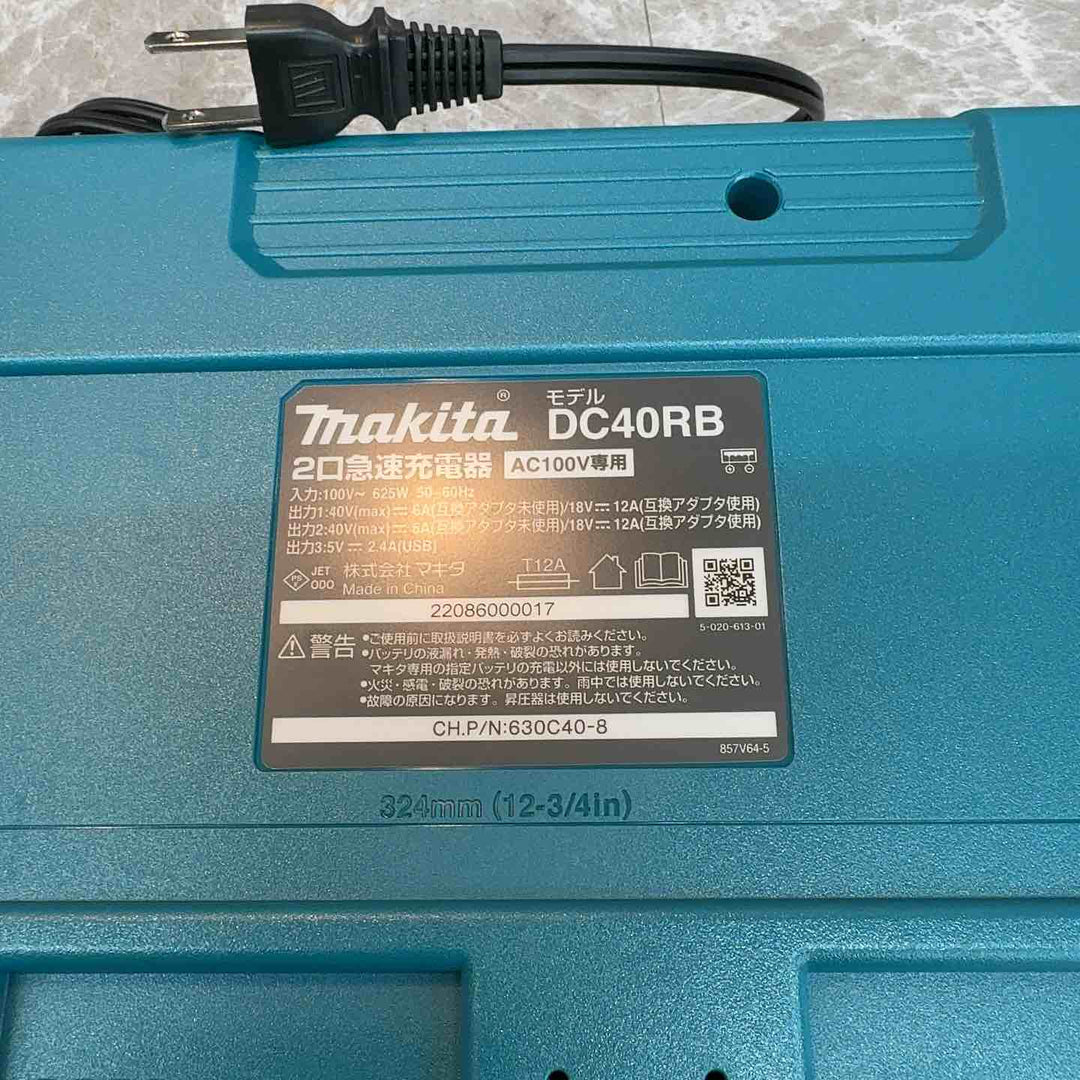 makita® モデル DC40RB
2口急速充電器 AC100V専用
入力:100V～ 625W 50-60Hz
出力1:40V(max)⎓6A(互換アダプタ未使用)/18V⎓12A(互換アダプタ使用)
出力2:40V(max)⎓6A(互換アダプタ未使用)/18V⎓12A(互換アダプタ使用)
出力3:5V⎓2.4A(USB)
PS E JET ODO 株式会社 マキタ T12A
Made in China
22086000017
5-020-613-01
警告 •ご使用前に取扱説明書を必ずよくお読みください。
•バッテリの液漏れ・発熱・破裂の恐れがあります。
マキタ専用の指定バッテリの充電以外には使用しないでください。
•火災・感電・破裂の恐れがあります。雨中では使用しないでください。
•故障の原因になります。昇圧器は使用しないでください。
CH.P/N:630C40-8
857V64-5
324mm (12-3/4in)